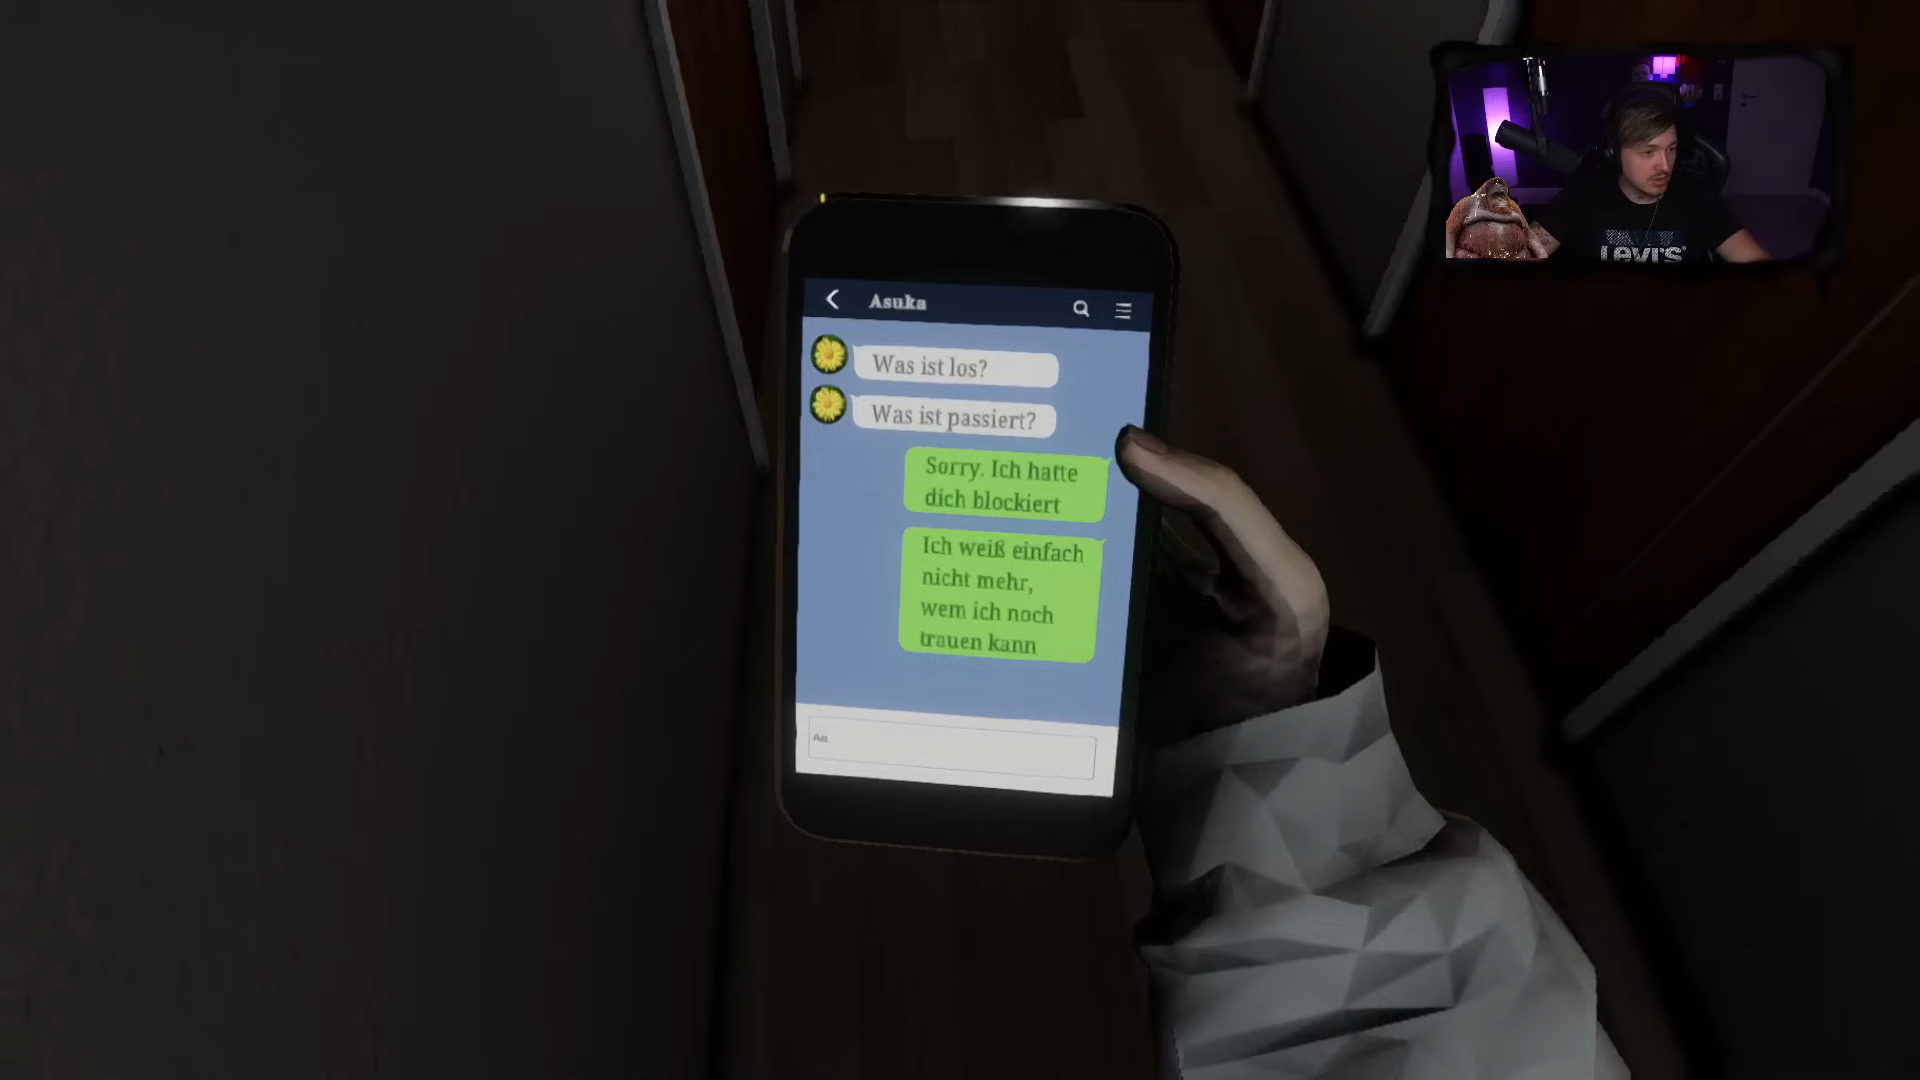 Asuka
Was ist los?
Was ist passiert?
Sorry. Ich hatte
dich blockiert
Ich weiß einfach
nicht mehr,
wem ich noch
trauen kann
Aa
Levi's